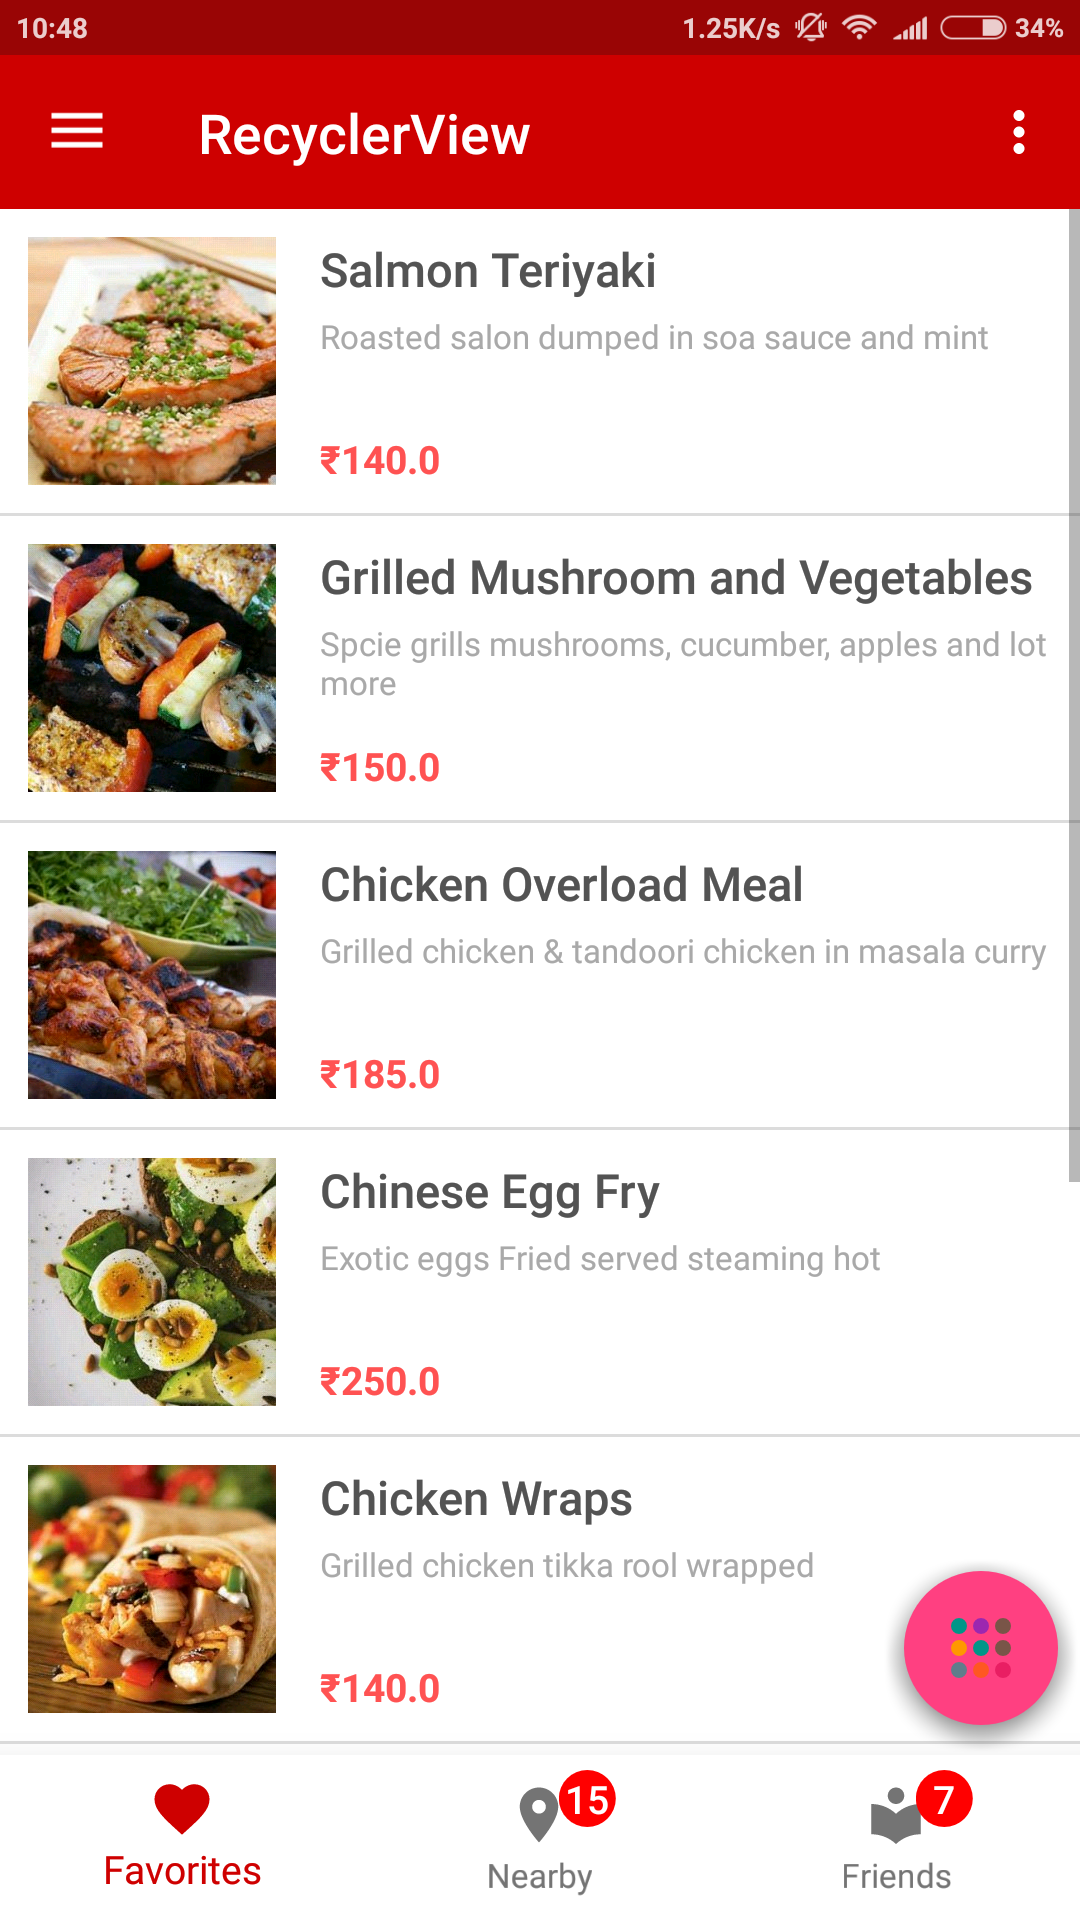 10:48
1.25K/s 34%
RecyclerView
Salmon Teriyaki
Roasted salon dumped in soa sauce and mint
₹140.0
Grilled Mushroom and Vegetables
Spcie grills mushrooms, cucumber, apples and lot
more
₹150.0
Chicken Overload Meal
Grilled chicken & tandoori chicken in masala curry
₹185.0
Chinese Egg Fry
Exotic eggs Fried served steaming hot
₹250.0
Chicken Wraps
Grilled chicken tikka rool wrapped
₹140.0
15
7
Favorites
Nearby
Friends